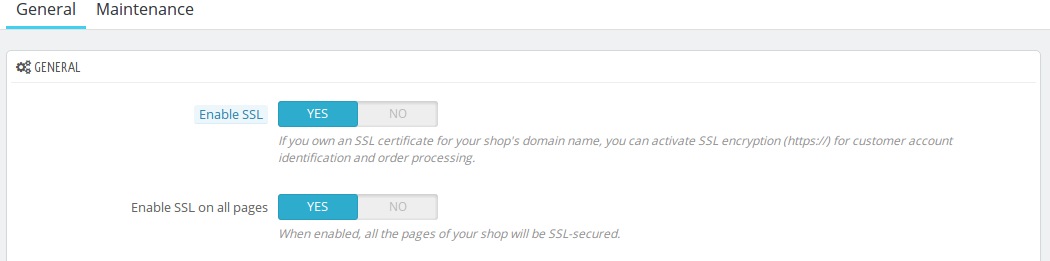 General Maintenance
GENERAL
Enable SSL YES NO
If you own an SSL certificate for your shop's domain name, you can activate SSL encryption (https://) for customer account
identification and order processing.
Enable SSL on all pages YES NO
When enabled, all the pages of your shop will be SSL-secured.